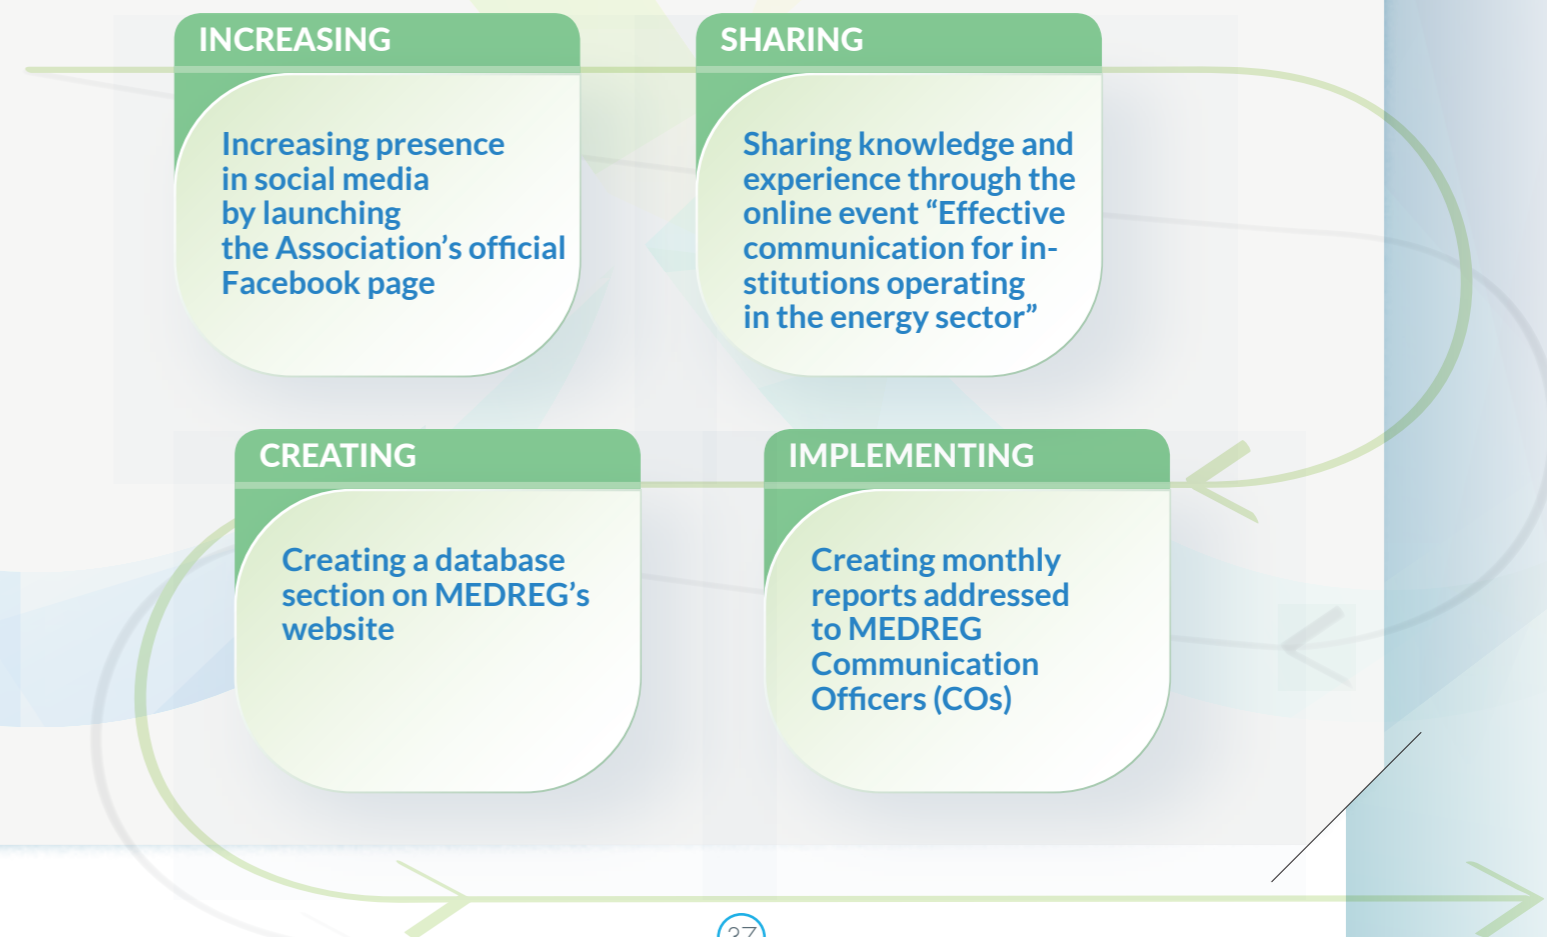 INCREASING
Increasing presence
in social media
by launching
the Association’s official
Facebook page
SHARING
Sharing knowledge and
experience through the
online event “Effective
communication for in-
stitutions operating
in the energy sector”
CREATING
Creating a database
section on MEDREG’s
website
IMPLEMENTING
Creating monthly
reports addressed
to MEDREG
Communication
Officers (COs)
37